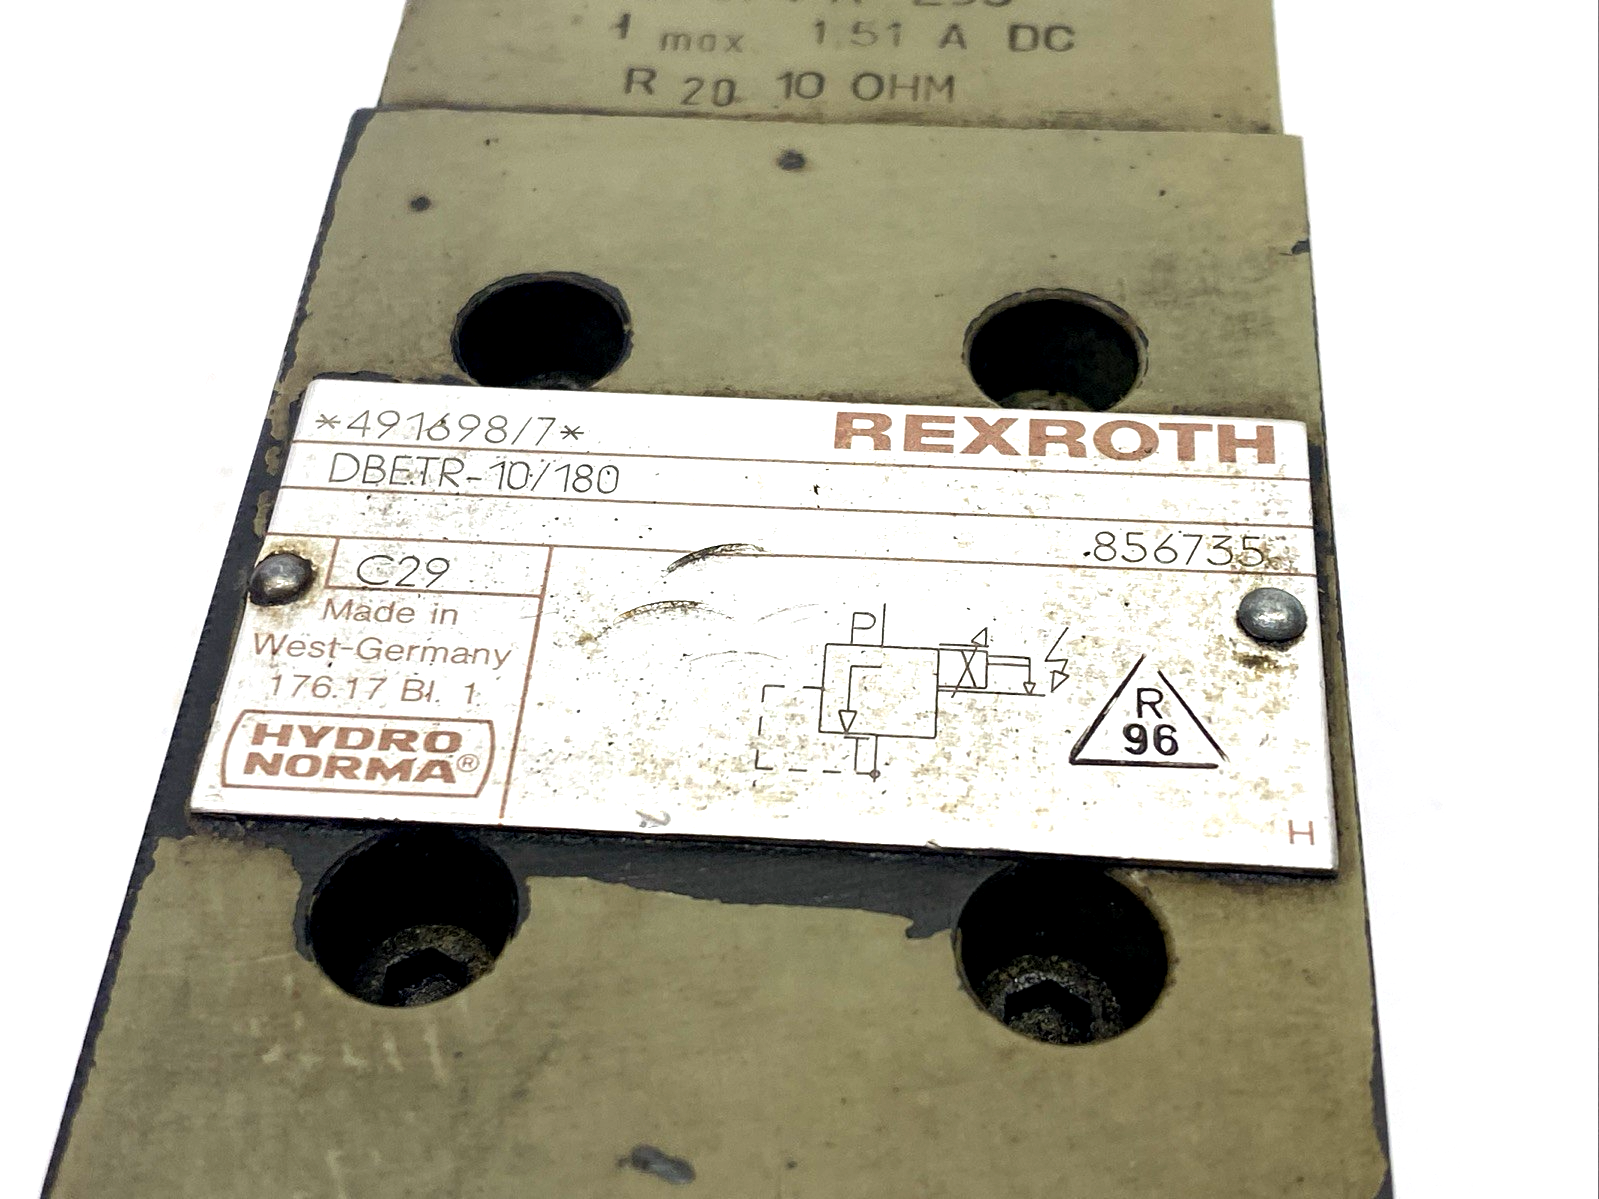 I max 1.51 A DC
R 20 10 OHM
*491698/7* REXROTH
DBETR-10/180
.856735
C29
Made in
West-Germany
176.17 Bl. 1
HYDRO
NORMA®
P
R
96
H